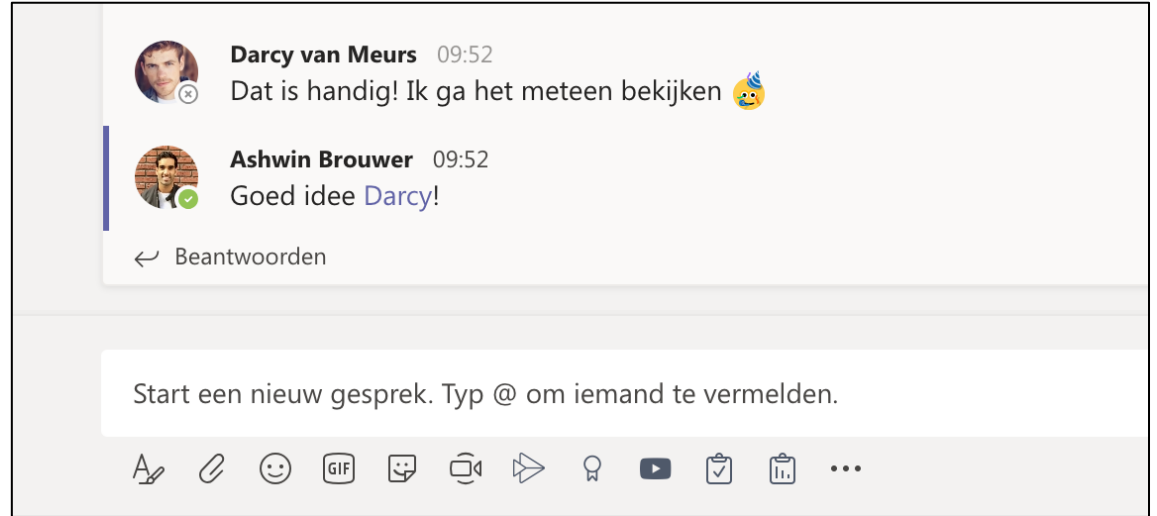 Darcy van Meurs 09:52
Dat is handig! Ik ga het meteen bekijken 🥳
Ashwin Brouwer 09:52
Goed idee Darcy!
Beantwoorden
Start een nieuw gesprek. Typ @ om iemand te vermelden.
GIF